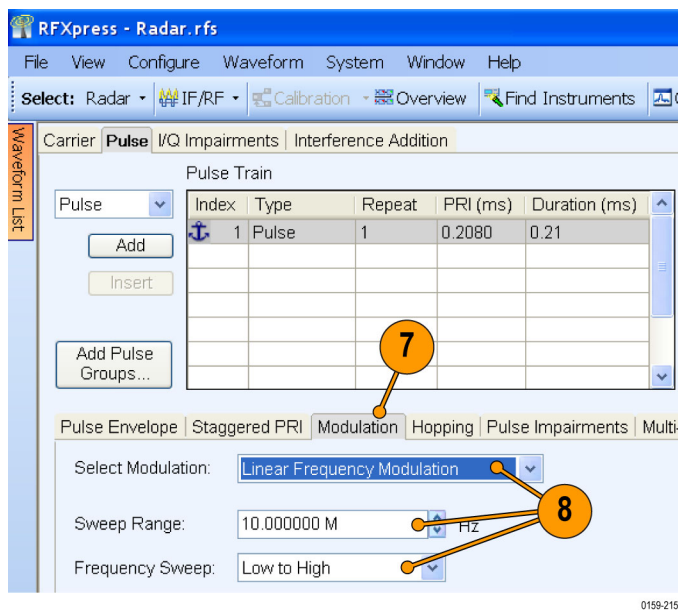 RFXpress - Radar.rfs
File View Configure Waveform System Window Help
Select: Radar IF/RF Calibration Overview Find Instruments
Waveform List
Carrier Pulse I/Q Impairments Interference Addition
Pulse Train
Pulse
Index Type Repeat PRI (ms) Duration (ms)
1 Pulse 1 0.2080 0.21
Add
Insert
Add Pulse
Groups...
7
Pulse Envelope Staggered PRI Modulation Hopping Pulse Impairments Multi-
Select Modulation: Linear Frequency Modulation
8
Sweep Range: 10.000000 M Hz
Frequency Sweep: Low to High
0159-215